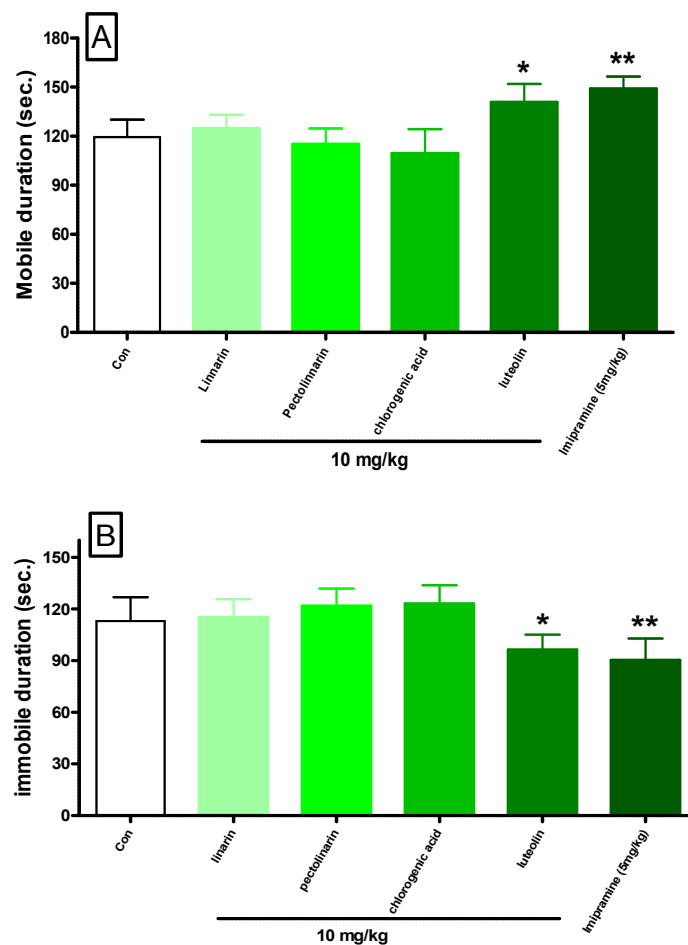 A
Mobile duration (sec.)
180
150
120
90
60
30
0
*
**
Con
Linnarin
Pectolinnarin
chlorogenic acid
luteolin
Imipramine (5mg/kg)
10 mg/kg
B
immobile duration (sec.)
150
120
90
60
30
0
*
**
Con
linarin
pectolinarin
chlorogenic acid
luteolin
Imipramine (5mg/kg)
10 mg/kg